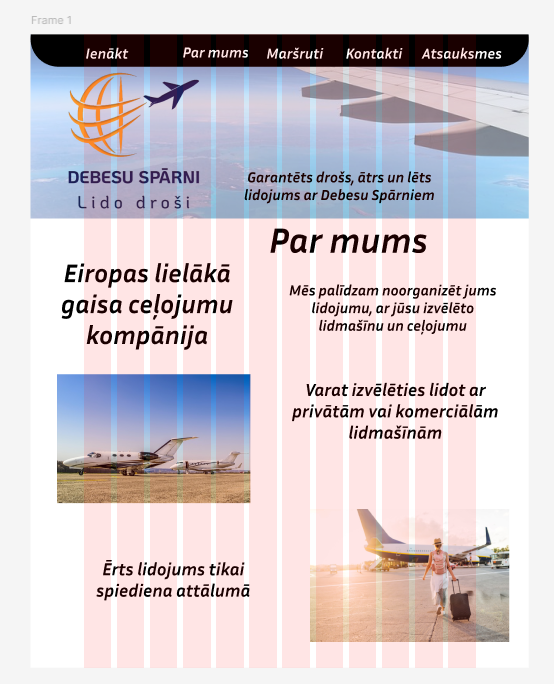 Frame 1
Ienākt Par mums Maršruti Kontakti Atsauksmes
DEBESU SPĀRNI
Lido droši
Garantēts drošs, ātrs un lēts
lidojums ar Debesu Spārniem
Par mums
Eiropas lielākā
gaisa ceļojumu
kompānija
Mēs palīdzam noorganizēt jums
lidojumu, ar jūsu izvēlēto
lidmašīnu un ceļojumu
Varat izvēlēties lidot ar
privātām vai komerciālām
lidmašīnām
Ērts lidojums tikai
spiediena attālumā